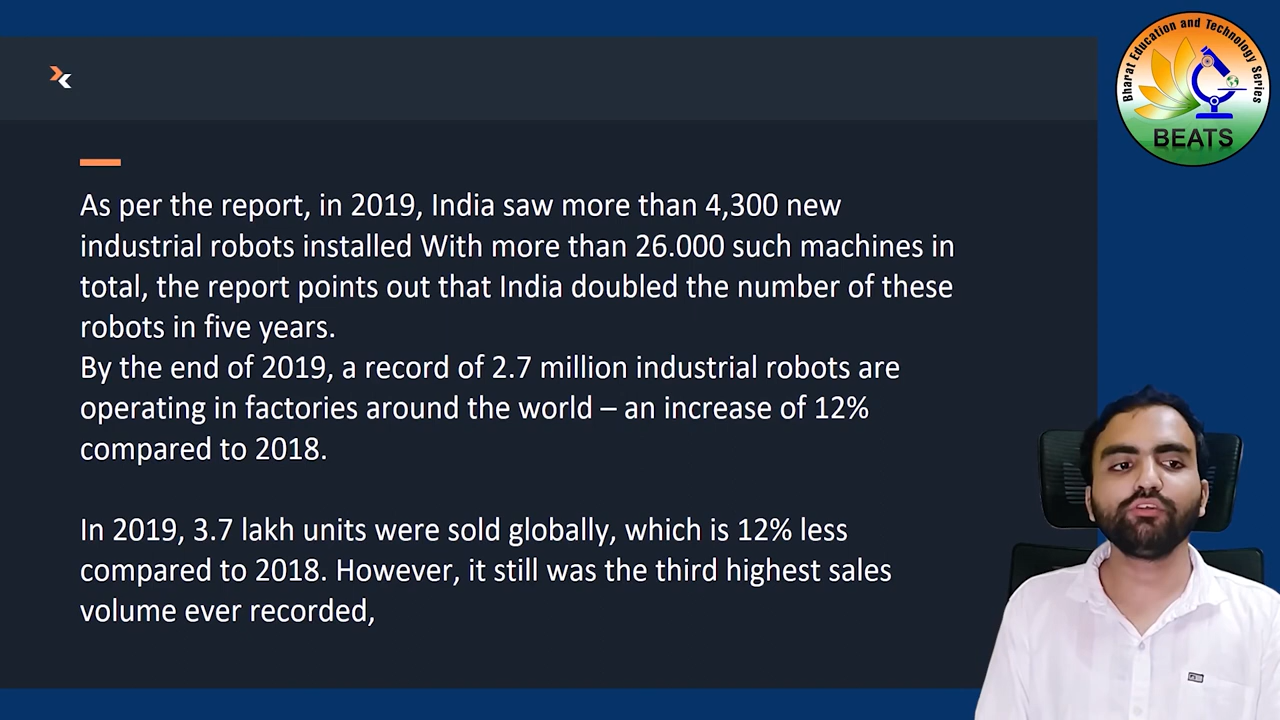 Bharat Education and Technology Series
BEATS
As per the report, in 2019, India saw more than 4,300 new
industrial robots installed With more than 26.000 such machines in
total, the report points out that India doubled the number of these
robots in five years.
By the end of 2019, a record of 2.7 million industrial robots are
operating in factories around the world – an increase of 12%
compared to 2018.
In 2019, 3.7 lakh units were sold globally, which is 12% less
compared to 2018. However, it still was the third highest sales
volume ever recorded,